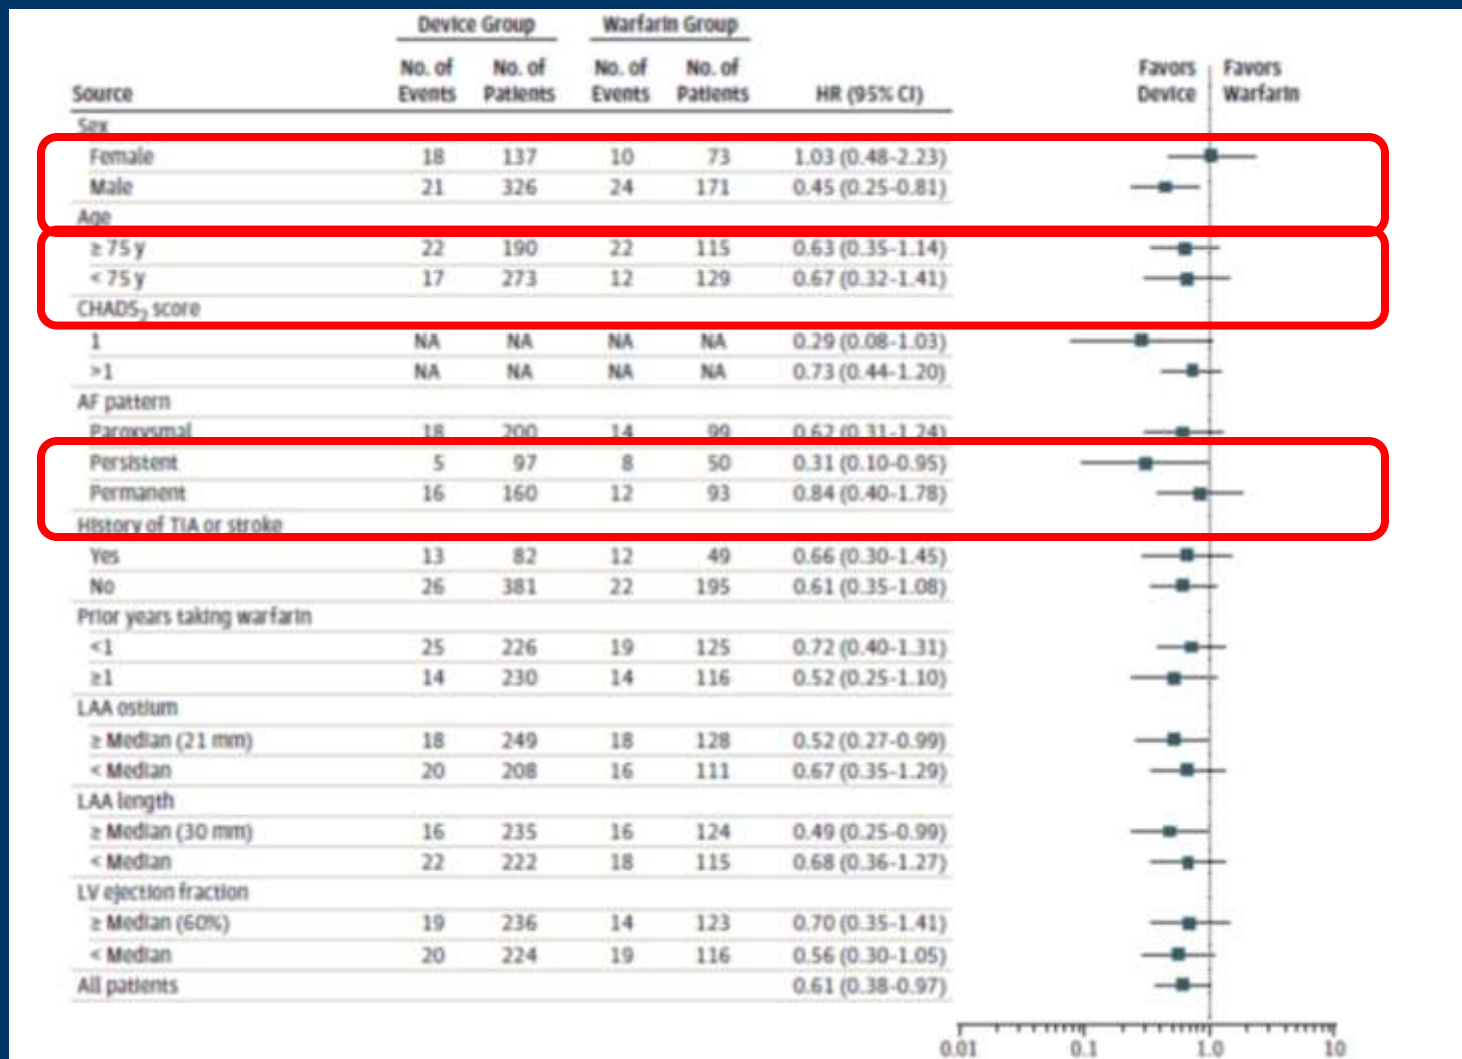 Device Group Warfarin Group
No. of No. of No. of No. of Favors Favors
Source Events Patients Events Patients HR (95% CI) Device Warfarin
Sex
Female 18 137 10 73 1.03 (0.48-2.23)
Male 21 326 24 171 0.45 (0.25-0.81)
Age
≥ 75 y 22 190 22 115 0.63 (0.35-1.14)
< 75 y 17 273 12 129 0.67 (0.32-1.41)
CHADS₂ score
1 NA NA NA NA 0.29 (0.08-1.03)
>1 NA NA NA NA 0.73 (0.44-1.20)
AF pattern
Paroxysmal 18 200 14 99 0.62 (0.31-1.24)
Persistent 5 97 8 50 0.31 (0.10-0.95)
Permanent 16 160 12 93 0.84 (0.40-1.78)
History of TIA or stroke
Yes 13 82 12 49 0.66 (0.30-1.45)
No 26 381 22 195 0.61 (0.35-1.08)
Prior years taking warfarin
<1 25 226 19 125 0.72 (0.40-1.31)
≥1 14 230 14 116 0.52 (0.25-1.10)
LAA ostium
≥ Median (21 mm) 18 249 18 128 0.52 (0.27-0.99)
< Median 20 208 16 111 0.67 (0.35-1.29)
LAA length
≥ Median (30 mm) 16 235 16 124 0.49 (0.25-0.99)
< Median 22 222 18 115 0.68 (0.36-1.27)
LV ejection fraction
≥ Median (60%) 19 236 14 123 0.70 (0.35-1.41)
< Median 20 224 19 116 0.56 (0.30-1.05)
All patients 0.61 (0.38-0.97)
0.01 0.1 1.0 10